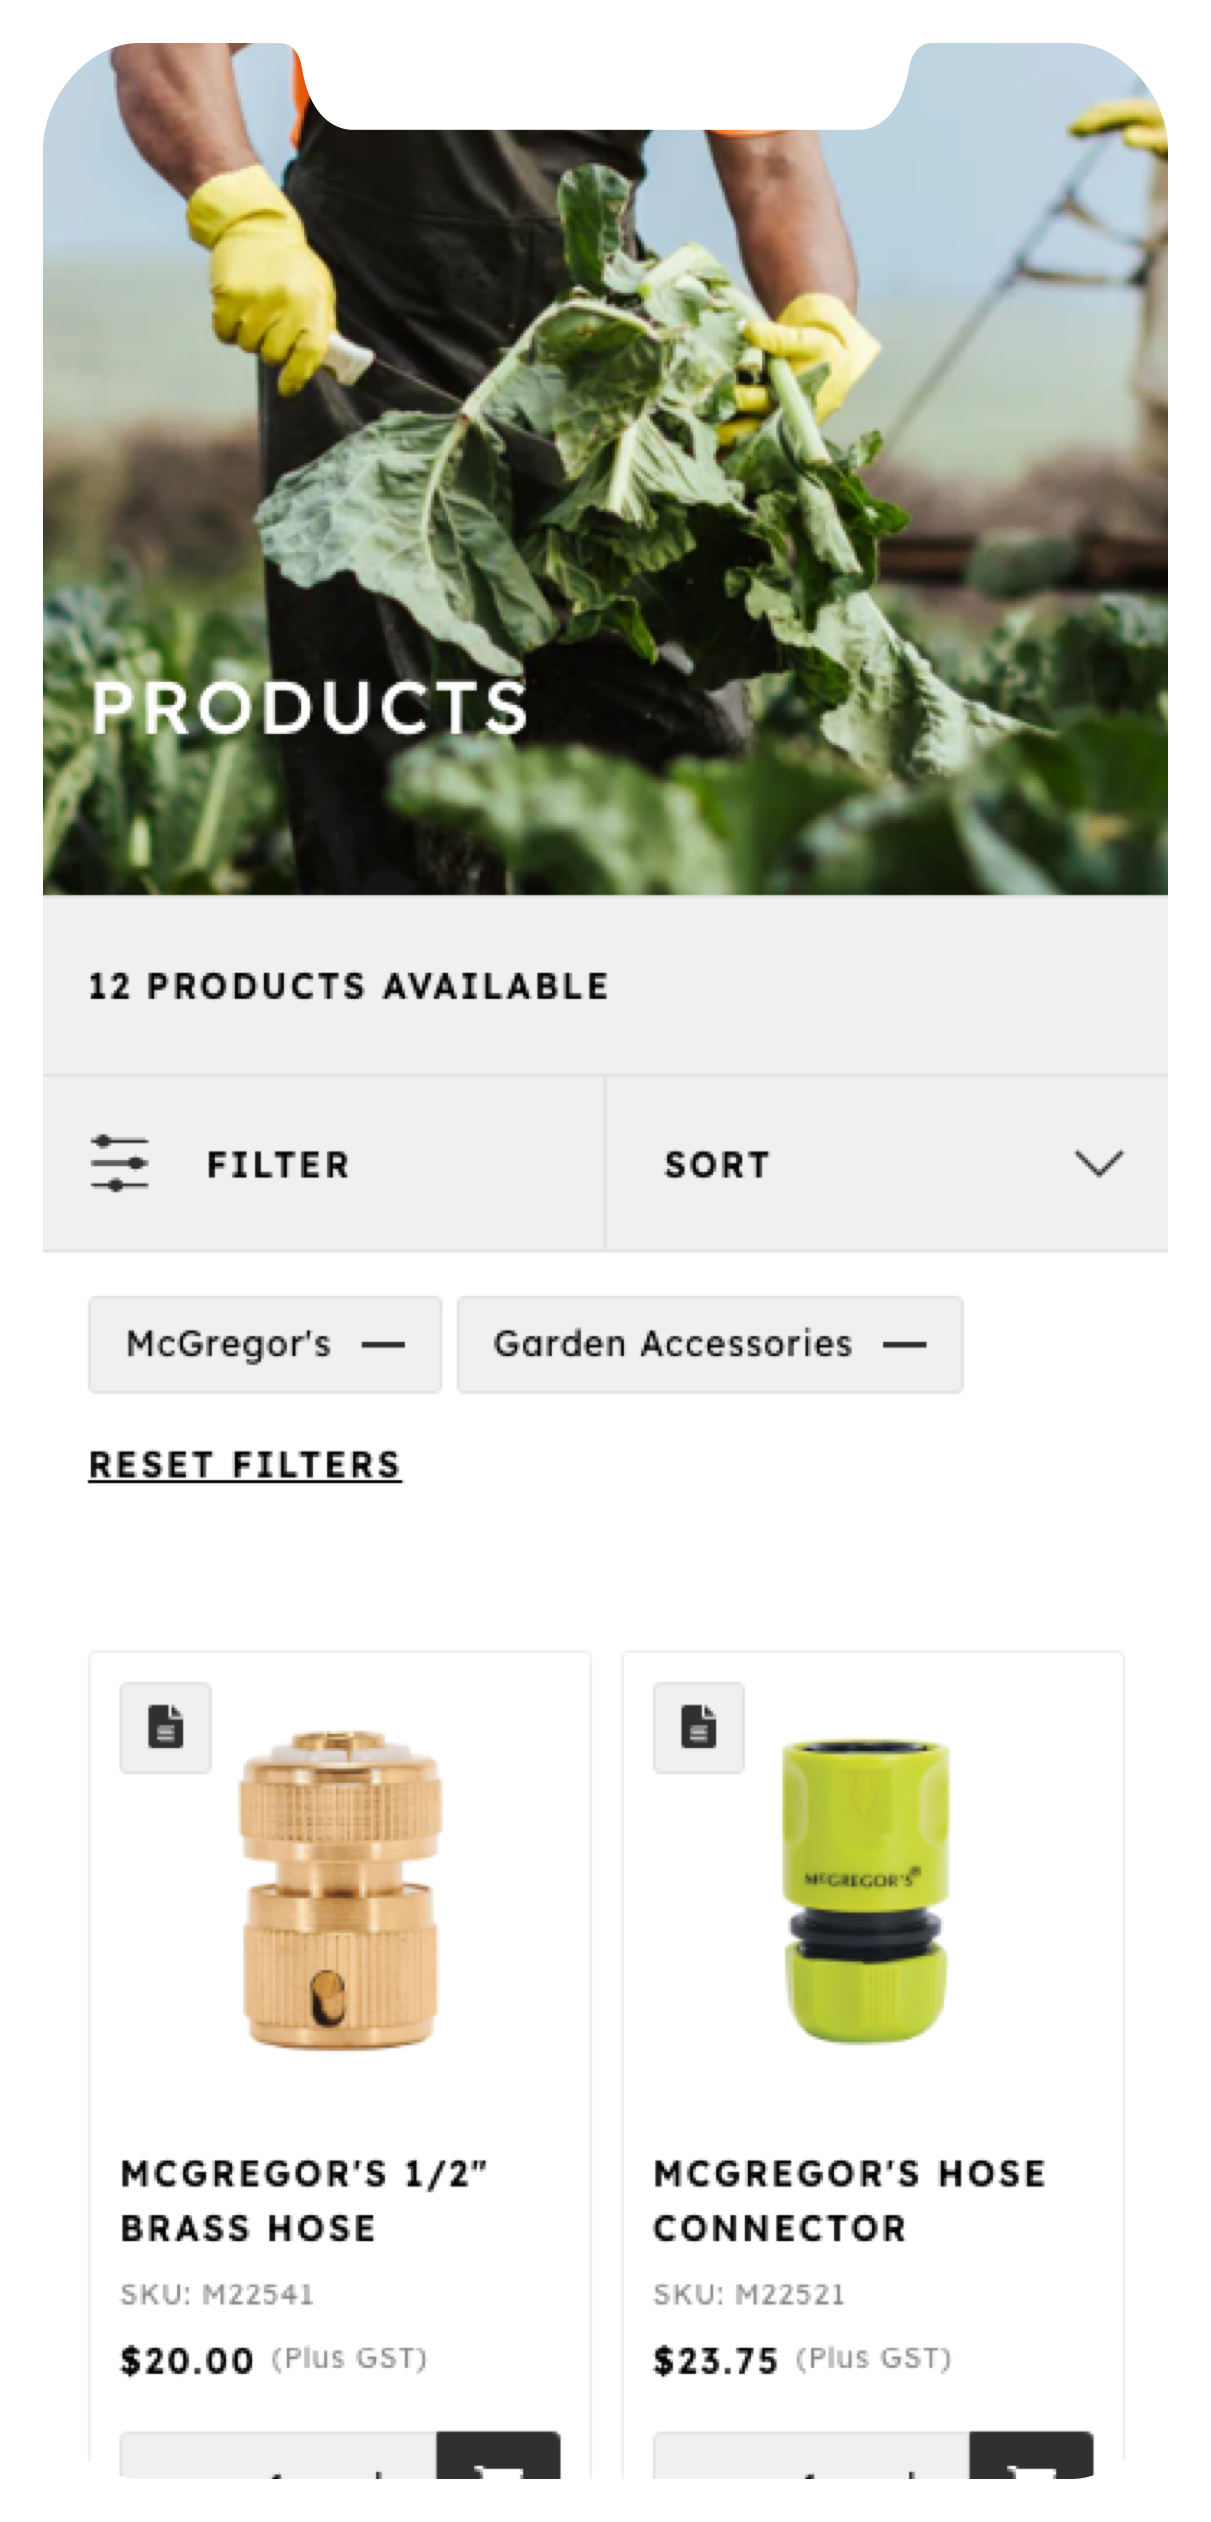 PRODUCTS
12 PRODUCTS AVAILABLE
FILTER
SORT
McGregor's
Garden Accessories
RESET FILTERS
MCGREGOR'S®
MCGREGOR'S 1/2"
BRASS HOSE
SKU: M22541
$20.00 (Plus GST)
MCGREGOR'S HOSE
CONNECTOR
SKU: M22521
$23.75 (Plus GST)